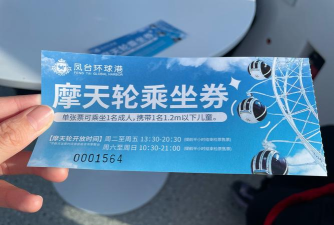 凤台环球港
摩天轮乘坐券
单张票可乘坐1名成人,携带1名1.2m以下儿童。
【摩天轮开放时间】周二至周五 13:30-20:30
周六至周日 10:30-21:00
0001564